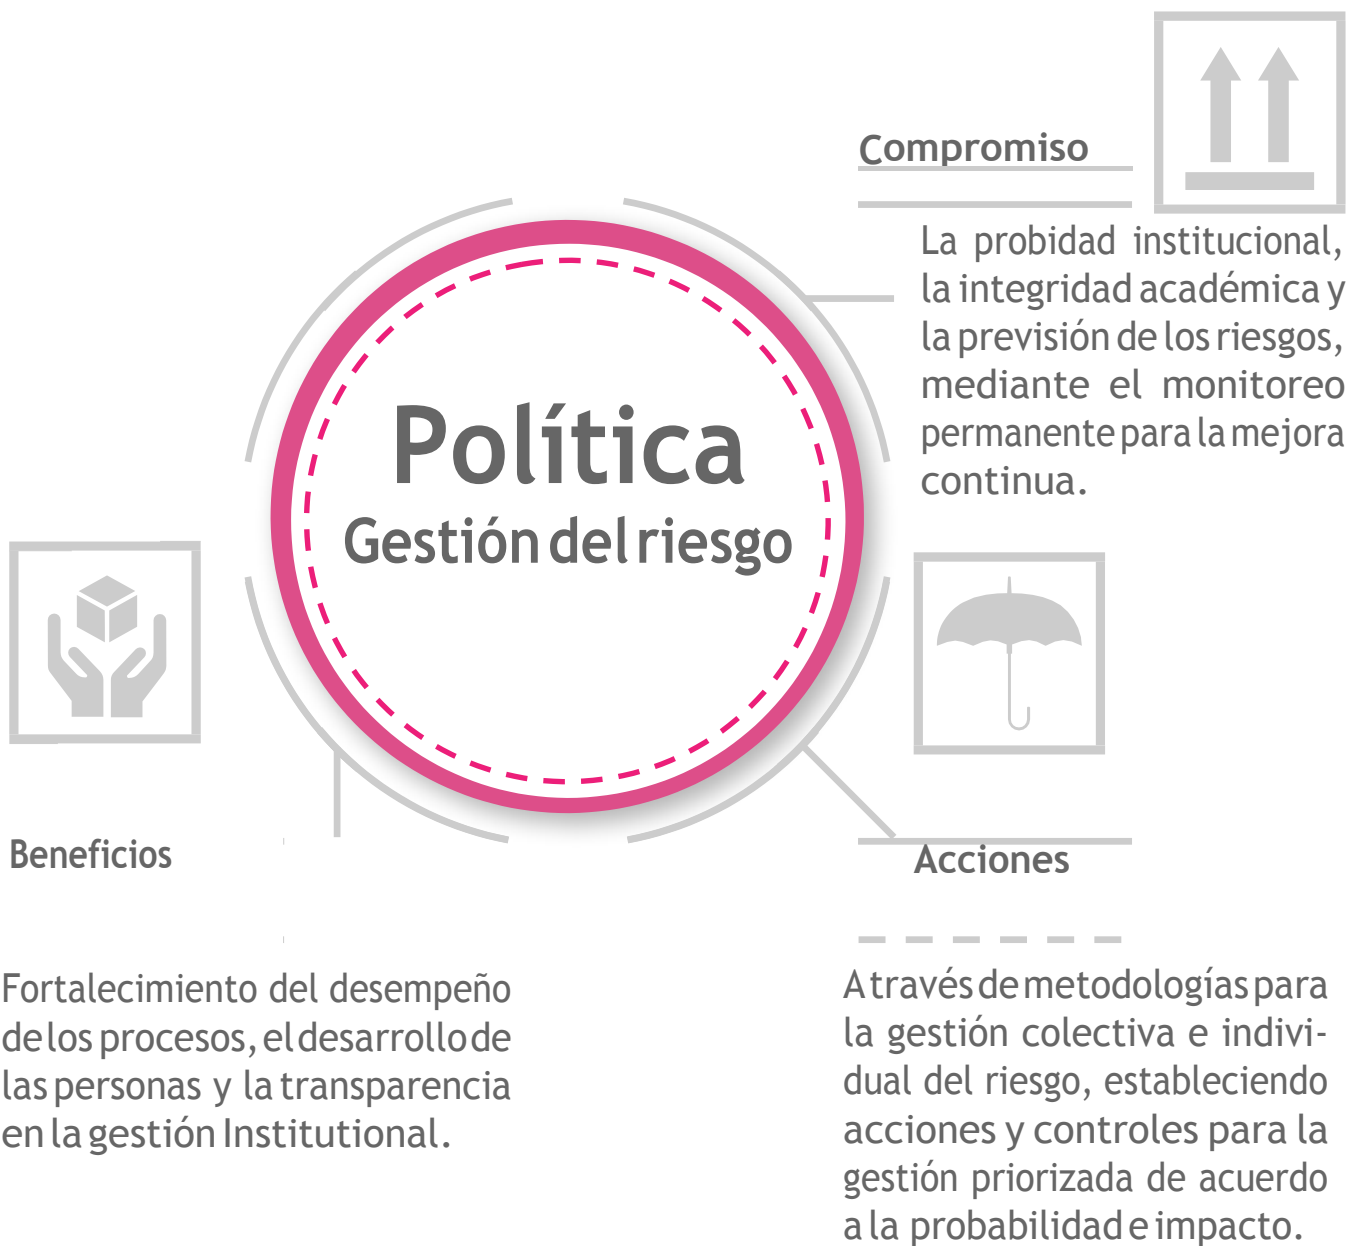 Compromiso
La probidad institucional,
la integridad académica y
la previsión de los riesgos,
mediante el monitoreo
permanente para la mejora
continua.
Política
Gestión del riesgo
Beneficios
Fortalecimiento del desempeño
de los procesos, el desarrollo de
las personas y la transparencia
en la gestión Institutional.
Acciones
A través de metodologías para
la gestión colectiva e indivi-
dual del riesgo, estableciendo
acciones y controles para la
gestión priorizada de acuerdo
a la probabilidad e impacto.